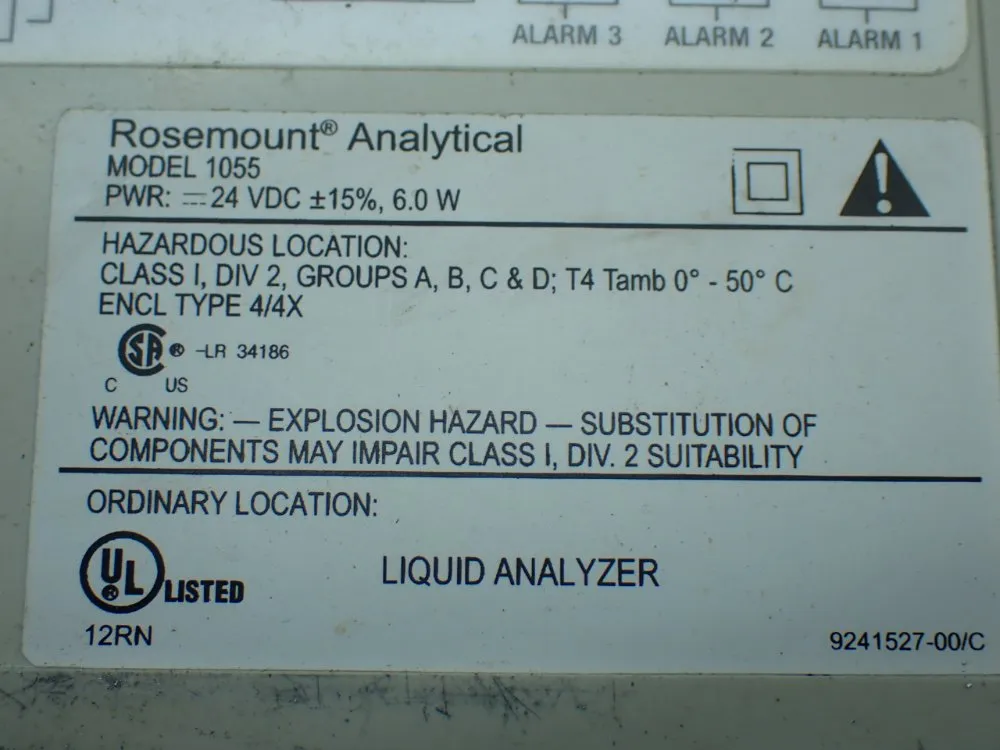 ALARM 3 ALARM 2 ALARM 1
Rosemount® Analytical
MODEL 1055
PWR: ⎓ 24 VDC ±15%, 6.0 W
HAZARDOUS LOCATION:
CLASS I, DIV 2, GROUPS A, B, C & D; T4 Tamb 0° - 50° C
ENCL TYPE 4/4X
SA ® -LR 34186
C US
WARNING: — EXPLOSION HAZARD — SUBSTITUTION OF
COMPONENTS MAY IMPAIR CLASS I, DIV. 2 SUITABILITY
ORDINARY LOCATION:
UL ® LISTED
LIQUID ANALYZER
12RN
9241527-00/C